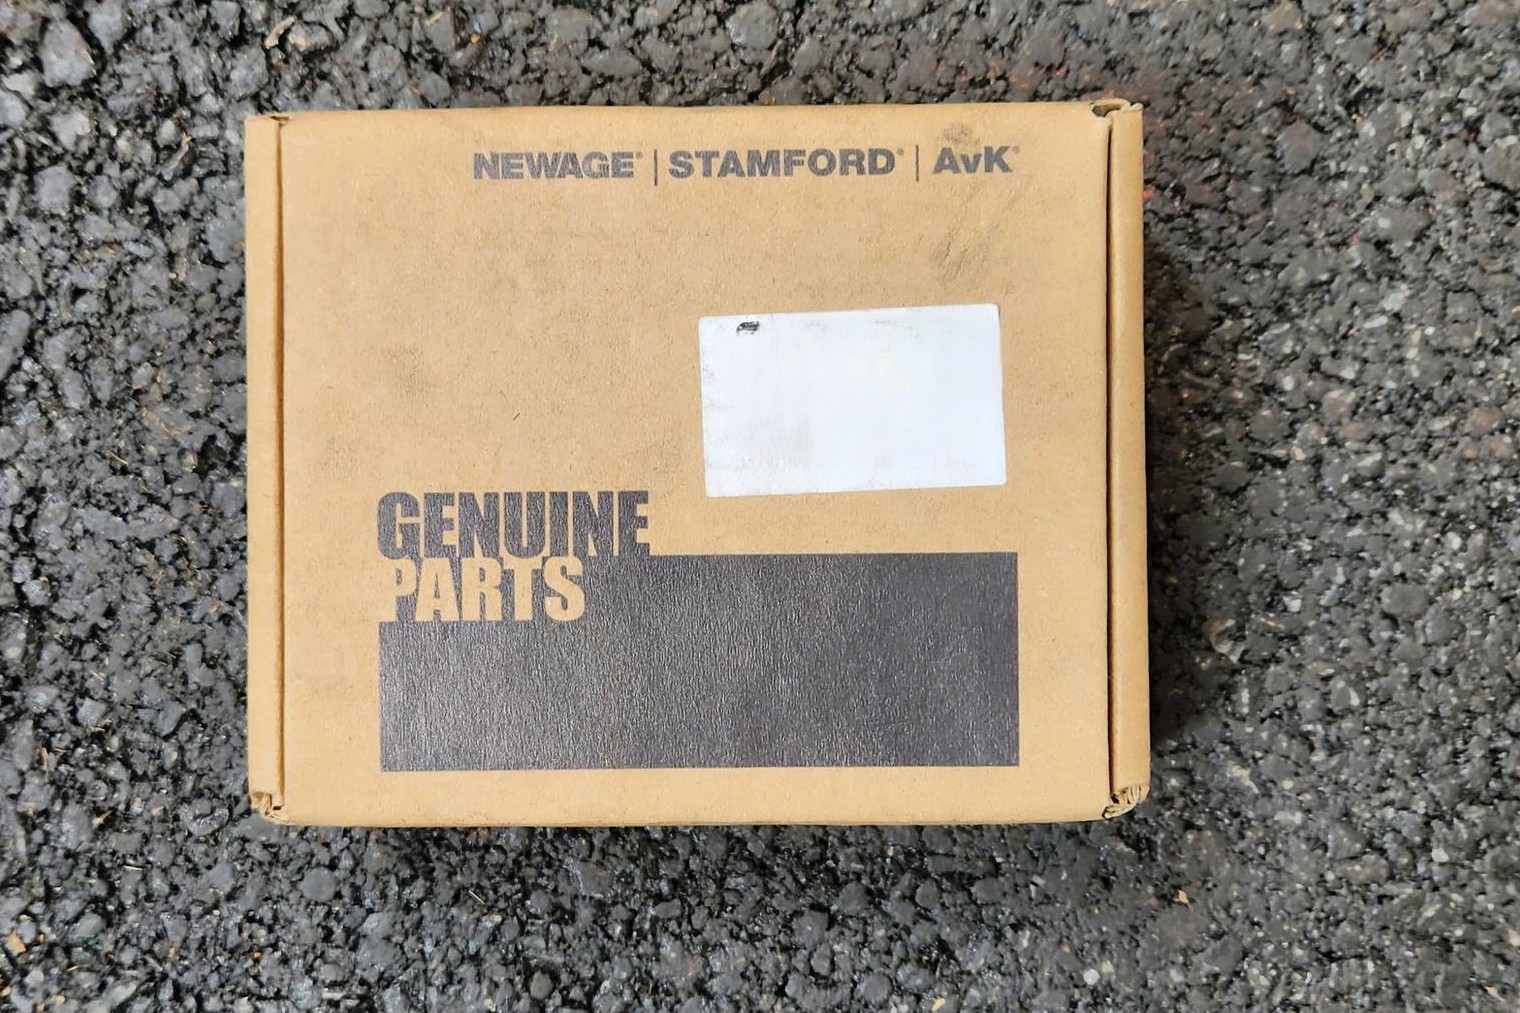 NEWAGE® | STAMFORD® | AvK®
GENUINE
PARTS